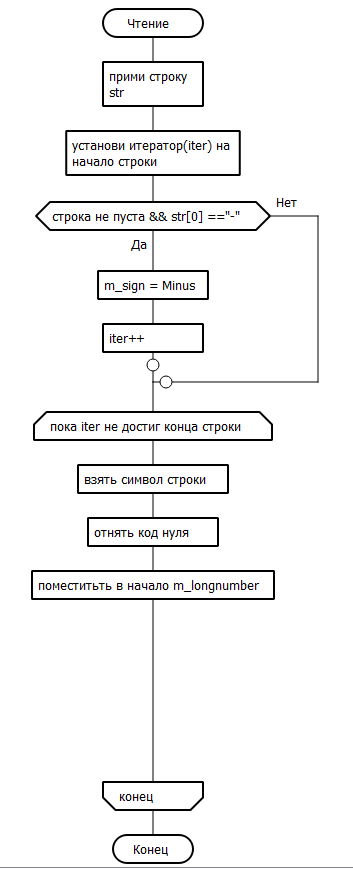 Чтение
прими строку
str
установи итератор(iter) на
начало строки
строка не пуста && str[0] =="-"
Нет
Да
m_sign = Minus
iter++
пока iter не достиг конца строки
взять символ строки
отнять код нуля
поместитьть в начало m_longnumber
конец
Конец